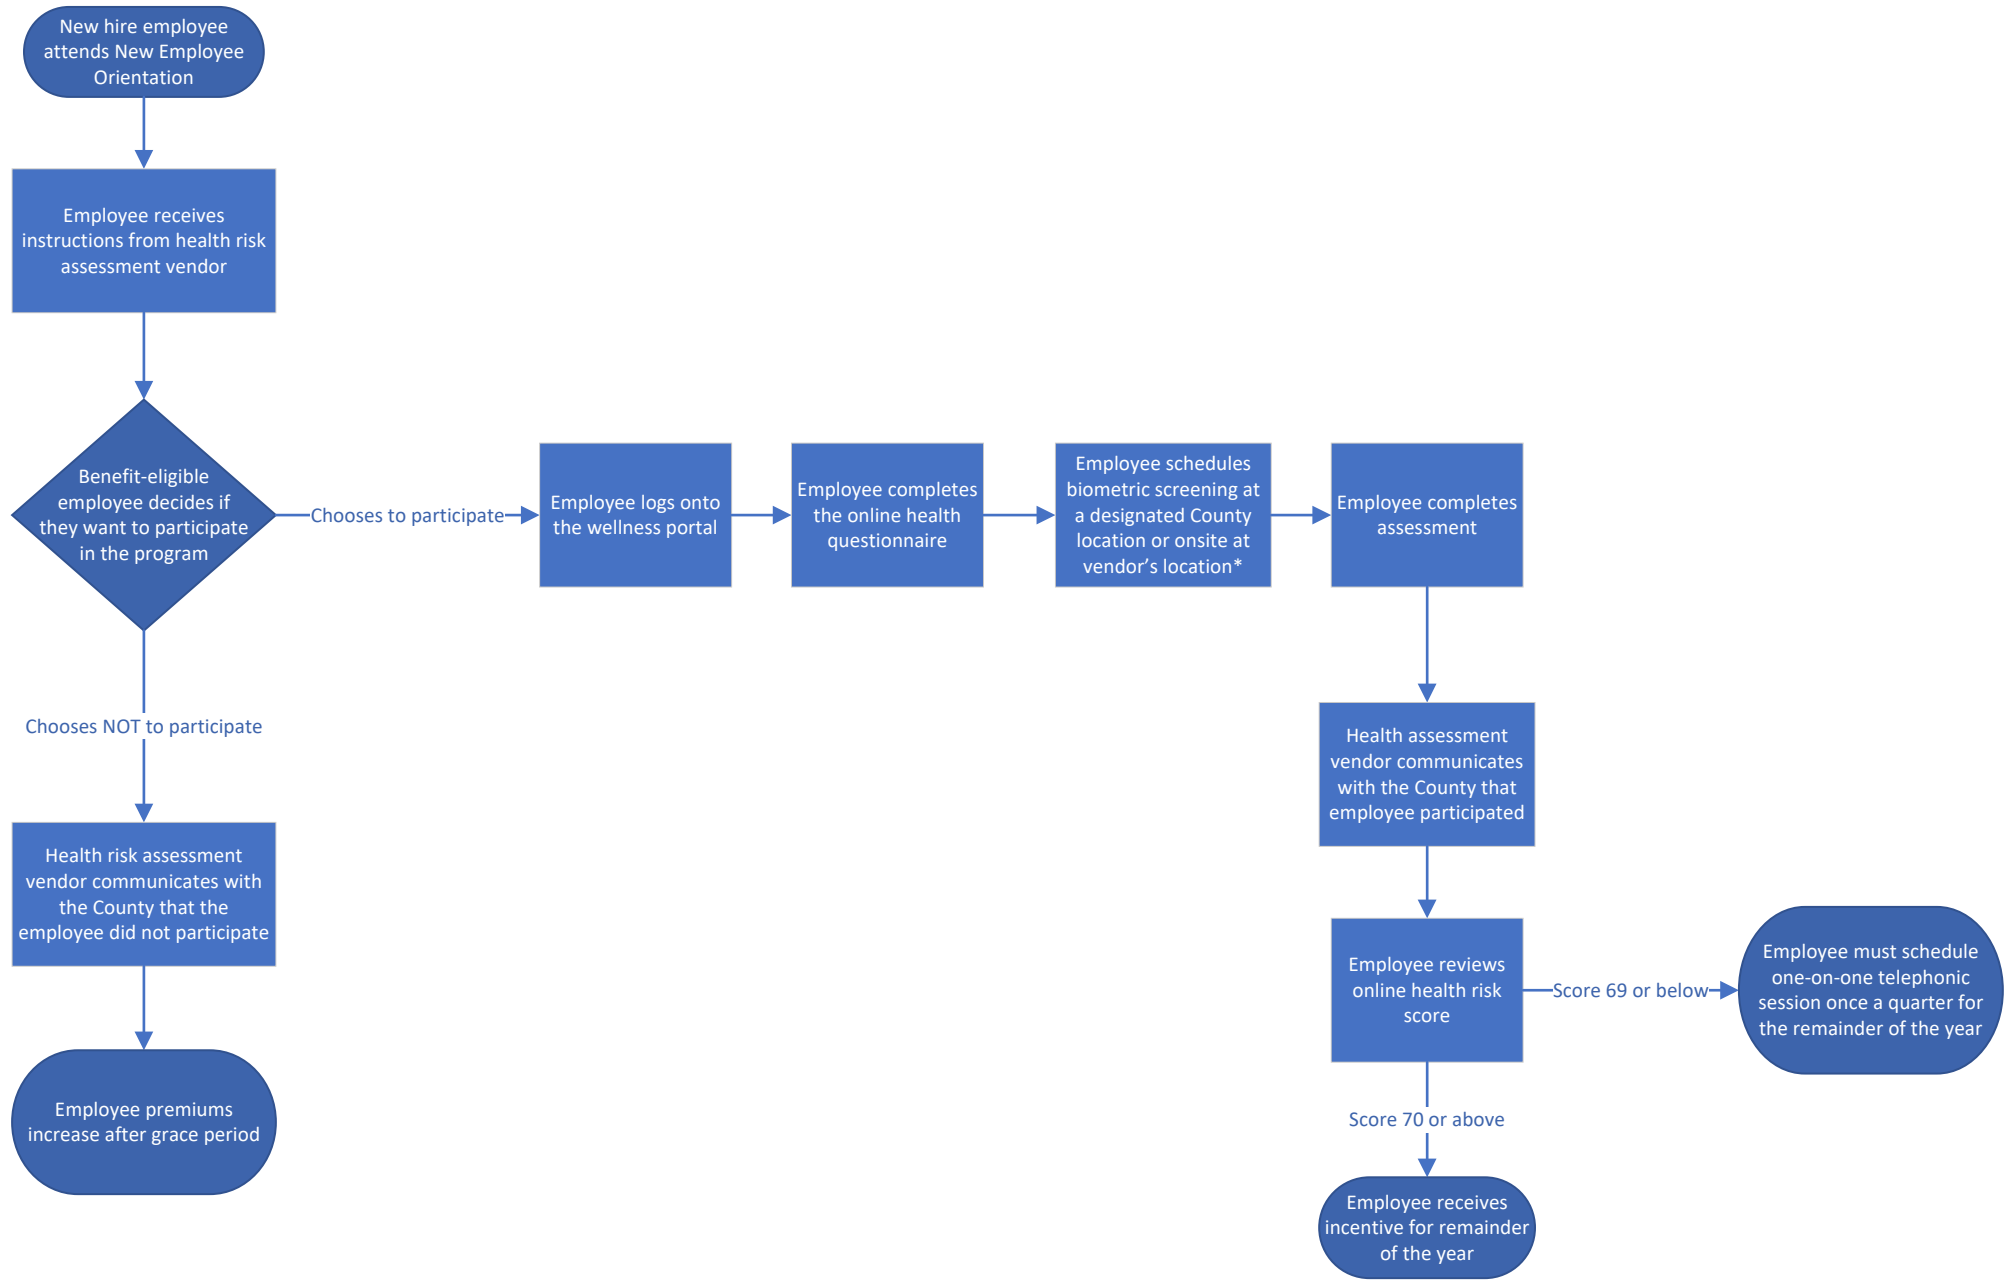 New hire employee
attends New Employee
Orientation
Employee receives
instructions from health risk
assessment vendor
Benefit-eligible
employee decides if
they want to participate
in the program
Chooses to participate
Employee logs onto
the wellness portal
Employee completes
the online health
questionnaire
Employee schedules
biometric screening at
a designated County
location or onsite at
vendor’s location*
Employee completes
assessment
Chooses NOT to participate
Health risk assessment
vendor communicates with
the County that the
employee did not participate
Employee premiums
increase after grace period
Health assessment
vendor communicates
with the County that
employee participated
Employee reviews
online health risk
score
Score 69 or below
Employee must schedule
one-on-one telephonic
session once a quarter for
the remainder of the year
Score 70 or above
Employee receives
incentive for remainder
of the year